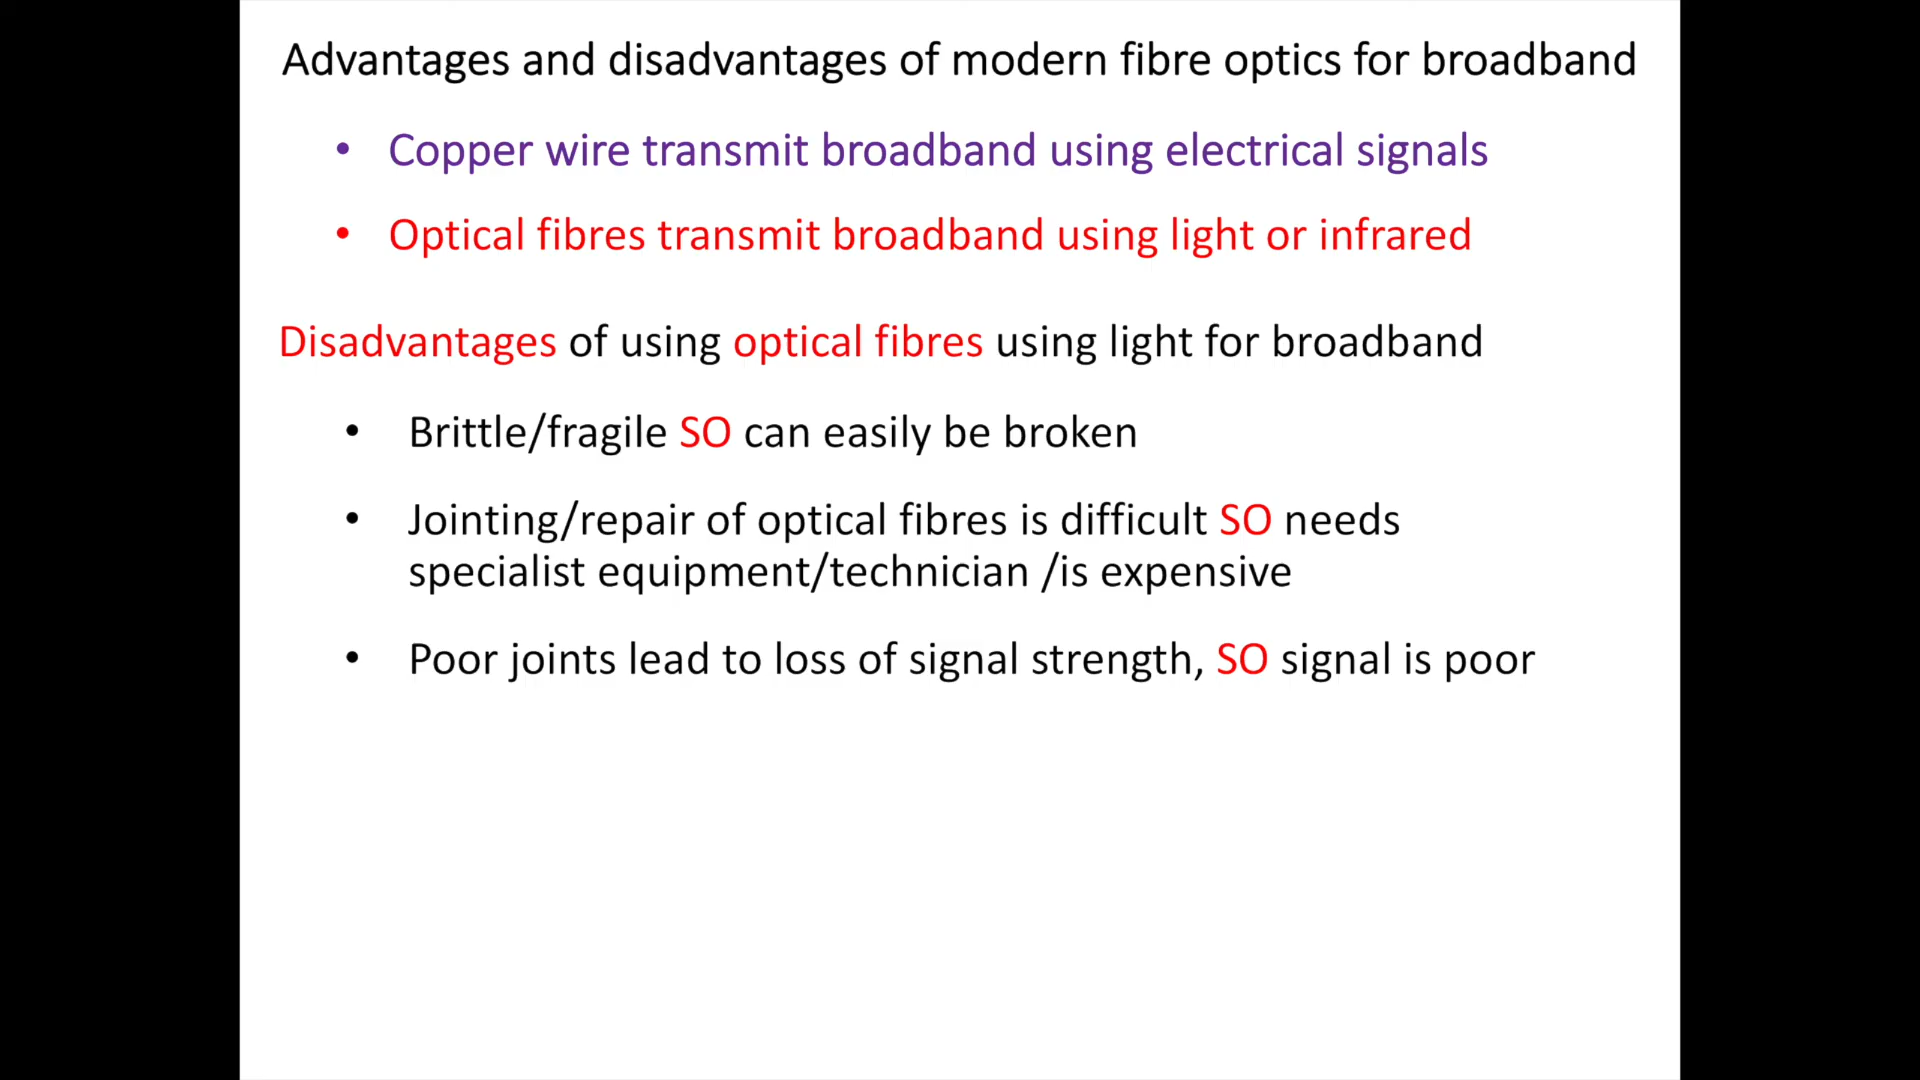 Advantages and disadvantages of modern fibre optics for broadband
• Copper wire transmit broadband using electrical signals
• Optical fibres transmit broadband using light or infrared
Disadvantages of using optical fibres using light for broadband
• Brittle/fragile SO can easily be broken
• Jointing/repair of optical fibres is difficult SO needs
specialist equipment/technician /is expensive
• Poor joints lead to loss of signal strength, SO signal is poor